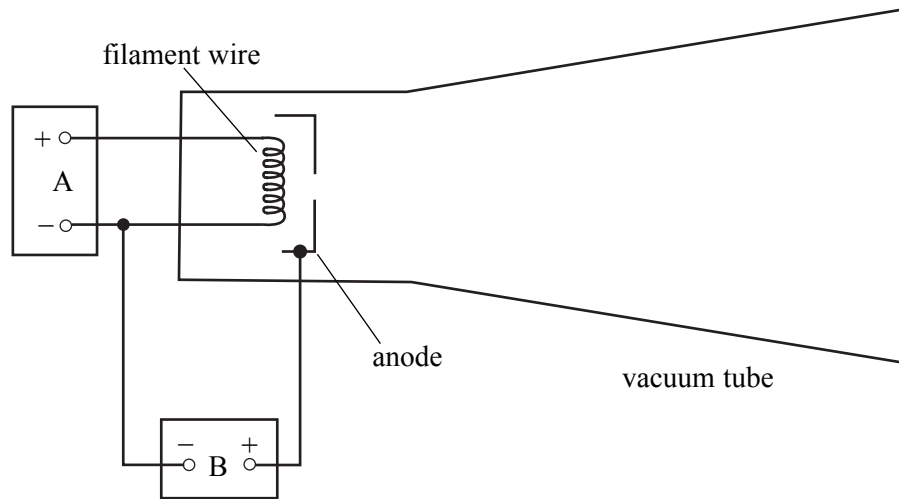 filament wire
+
A
−
anode
vacuum tube
− B +